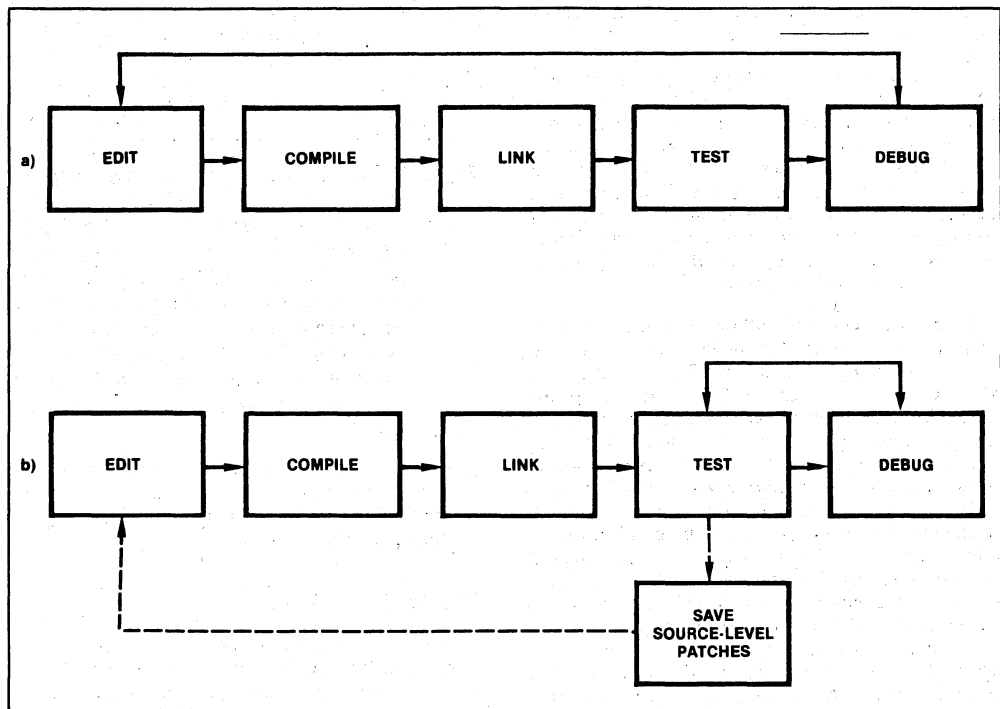 a)
EDIT
COMPILE
LINK
TEST
DEBUG
b)
EDIT
COMPILE
LINK
TEST
DEBUG
SAVE
SOURCE-LEVEL
PATCHES